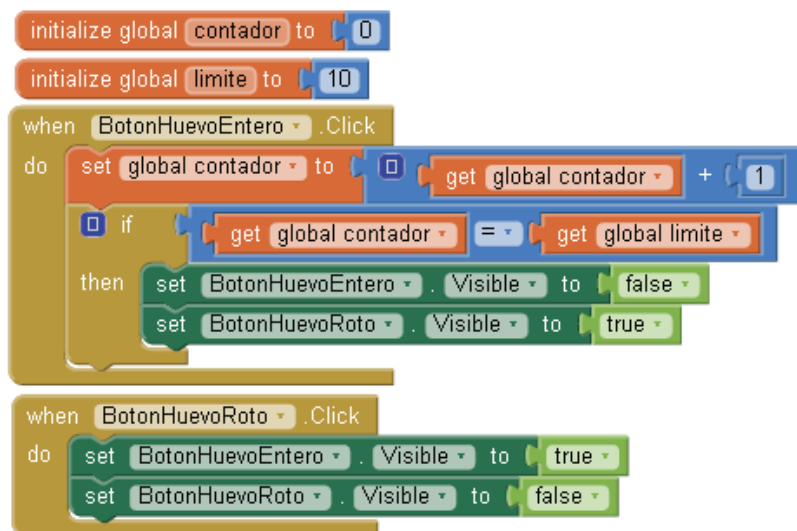 initialize global contador to 0
initialize global limite to 10
when BotonHuevoEntero .Click
do set global contador to get global contador + 1
if get global contador = get global limite
then set BotonHuevoEntero . Visible to false
set BotonHuevoRoto . Visible to true
when BotonHuevoRoto .Click
do set BotonHuevoEntero . Visible to true
set BotonHuevoRoto . Visible to false